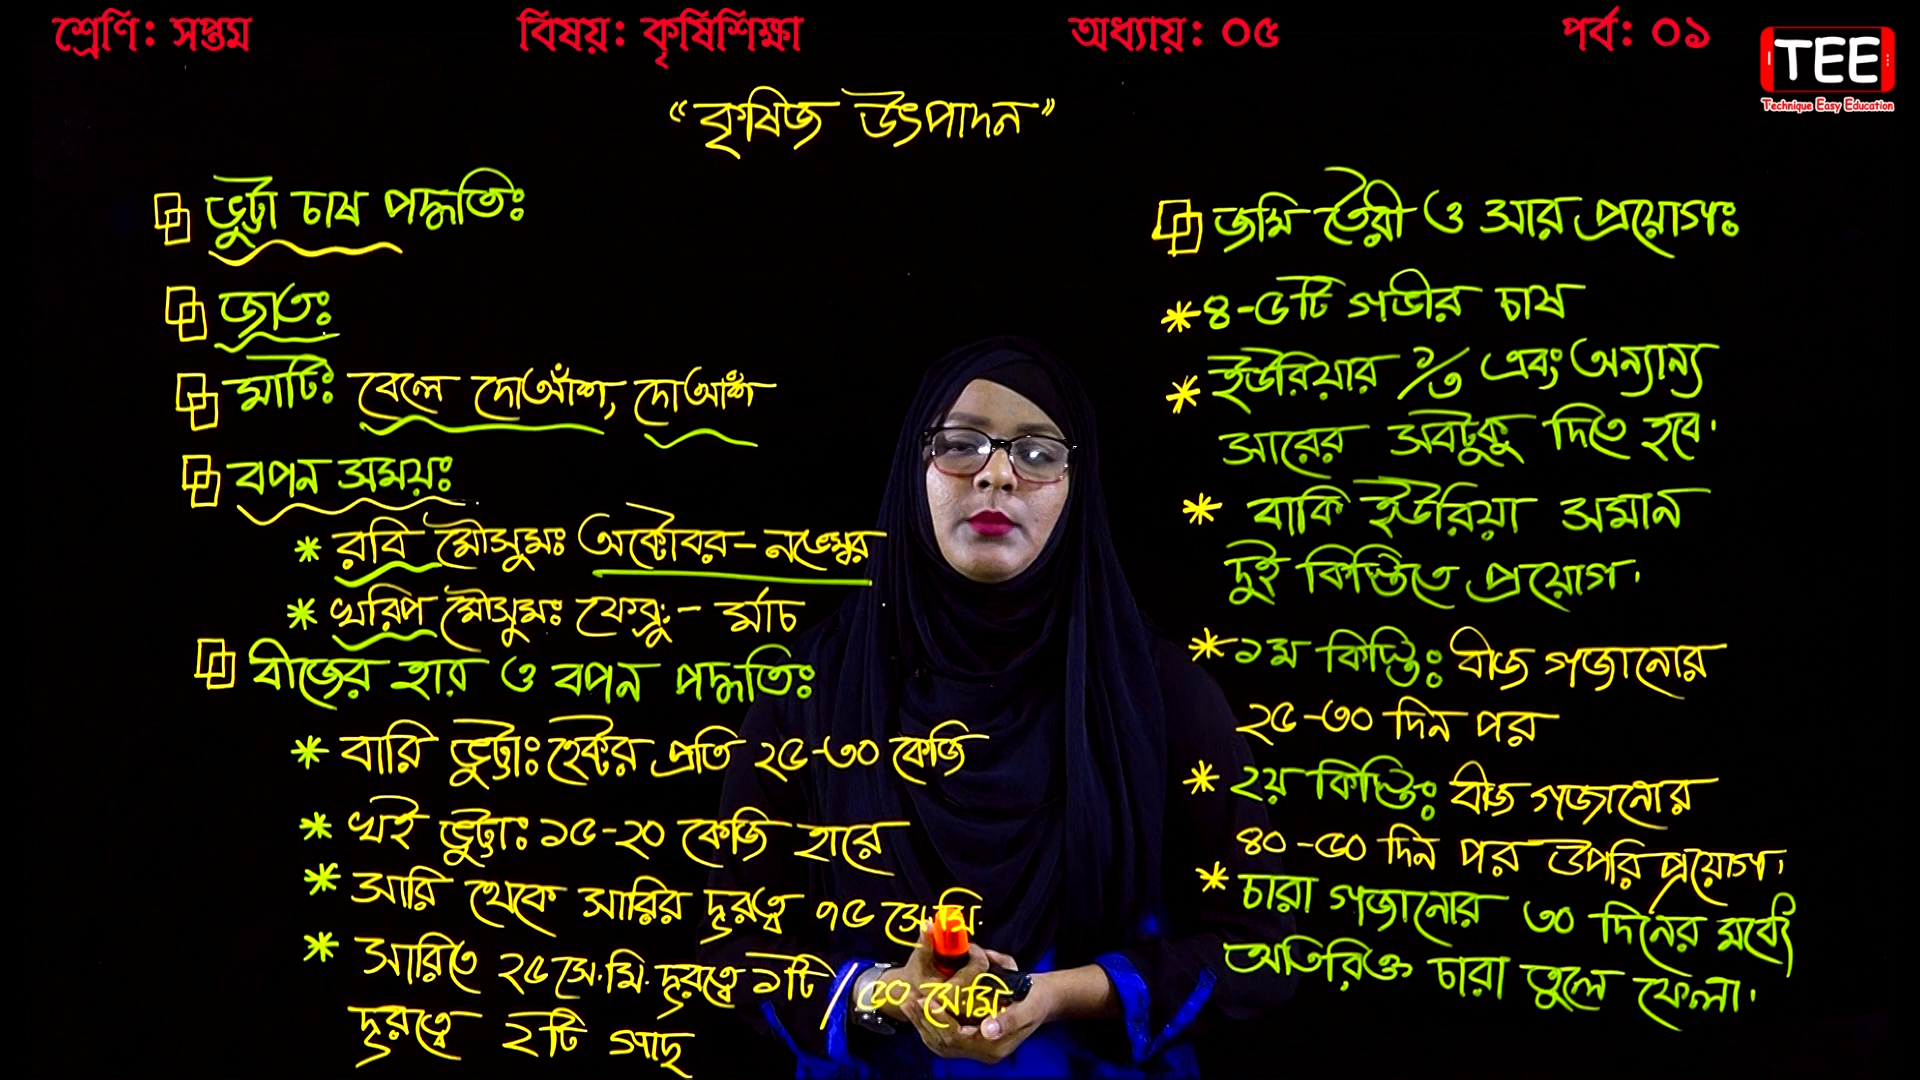 শ্রেণি: সপ্তম
বিষয়: কৃষিশিক্ষা
অধ্যায়: ০৫
পর্ব: ০১
TEE
Technique Easy Education
“কৃষিজ উৎপাদন”
ভুট্টা চাষ পদ্ধতিঃ
জাতঃ
মাটিঃ বেলে দোআঁশ, দোআঁশ
বপন সময়ঃ
* রবি মৌসুমঃ অক্টোবর - নভেম্বর
* খরিপ মৌসুমঃ ফেব্রুঃ - মার্চ
বীজের হার ও বপন পদ্ধতিঃ
* বারি ভুট্টাঃ হেক্টর প্রতি ২৫-৩০ কেজি
* খই ভুট্টাঃ ১৫-২০ কেজি হারে
* সারি থেকে সারির দূরত্ব ৭৫ সে.মি.
* সারিতে ২৫ সে.মি. দূরত্বে ১টি / ৫০ সে.মি.
দূরত্বে ২টি গাছ
জমি তৈরী ও সার প্রয়োগঃ
* ৪-৫টি গভীর চাষ
* ইউরিয়ার ১/৩ এবং অন্যান্য
সারের সবটুকু দিতে হবে।
* বাকি ইউরিয়া সমান
দুই কিস্তিতে প্রয়োগ।
* ১ম কিস্তিঃ বীজ গজানোর
২৫-৩০ দিন পর
* ২য় কিস্তিঃ বীজ গজানোর
৪০-৫০ দিন পর উপরি প্রয়োগ।
* চারা গজানোর ৩০ দিনের মধ্যে
অতিরিক্ত চারা তুলে ফেলা।